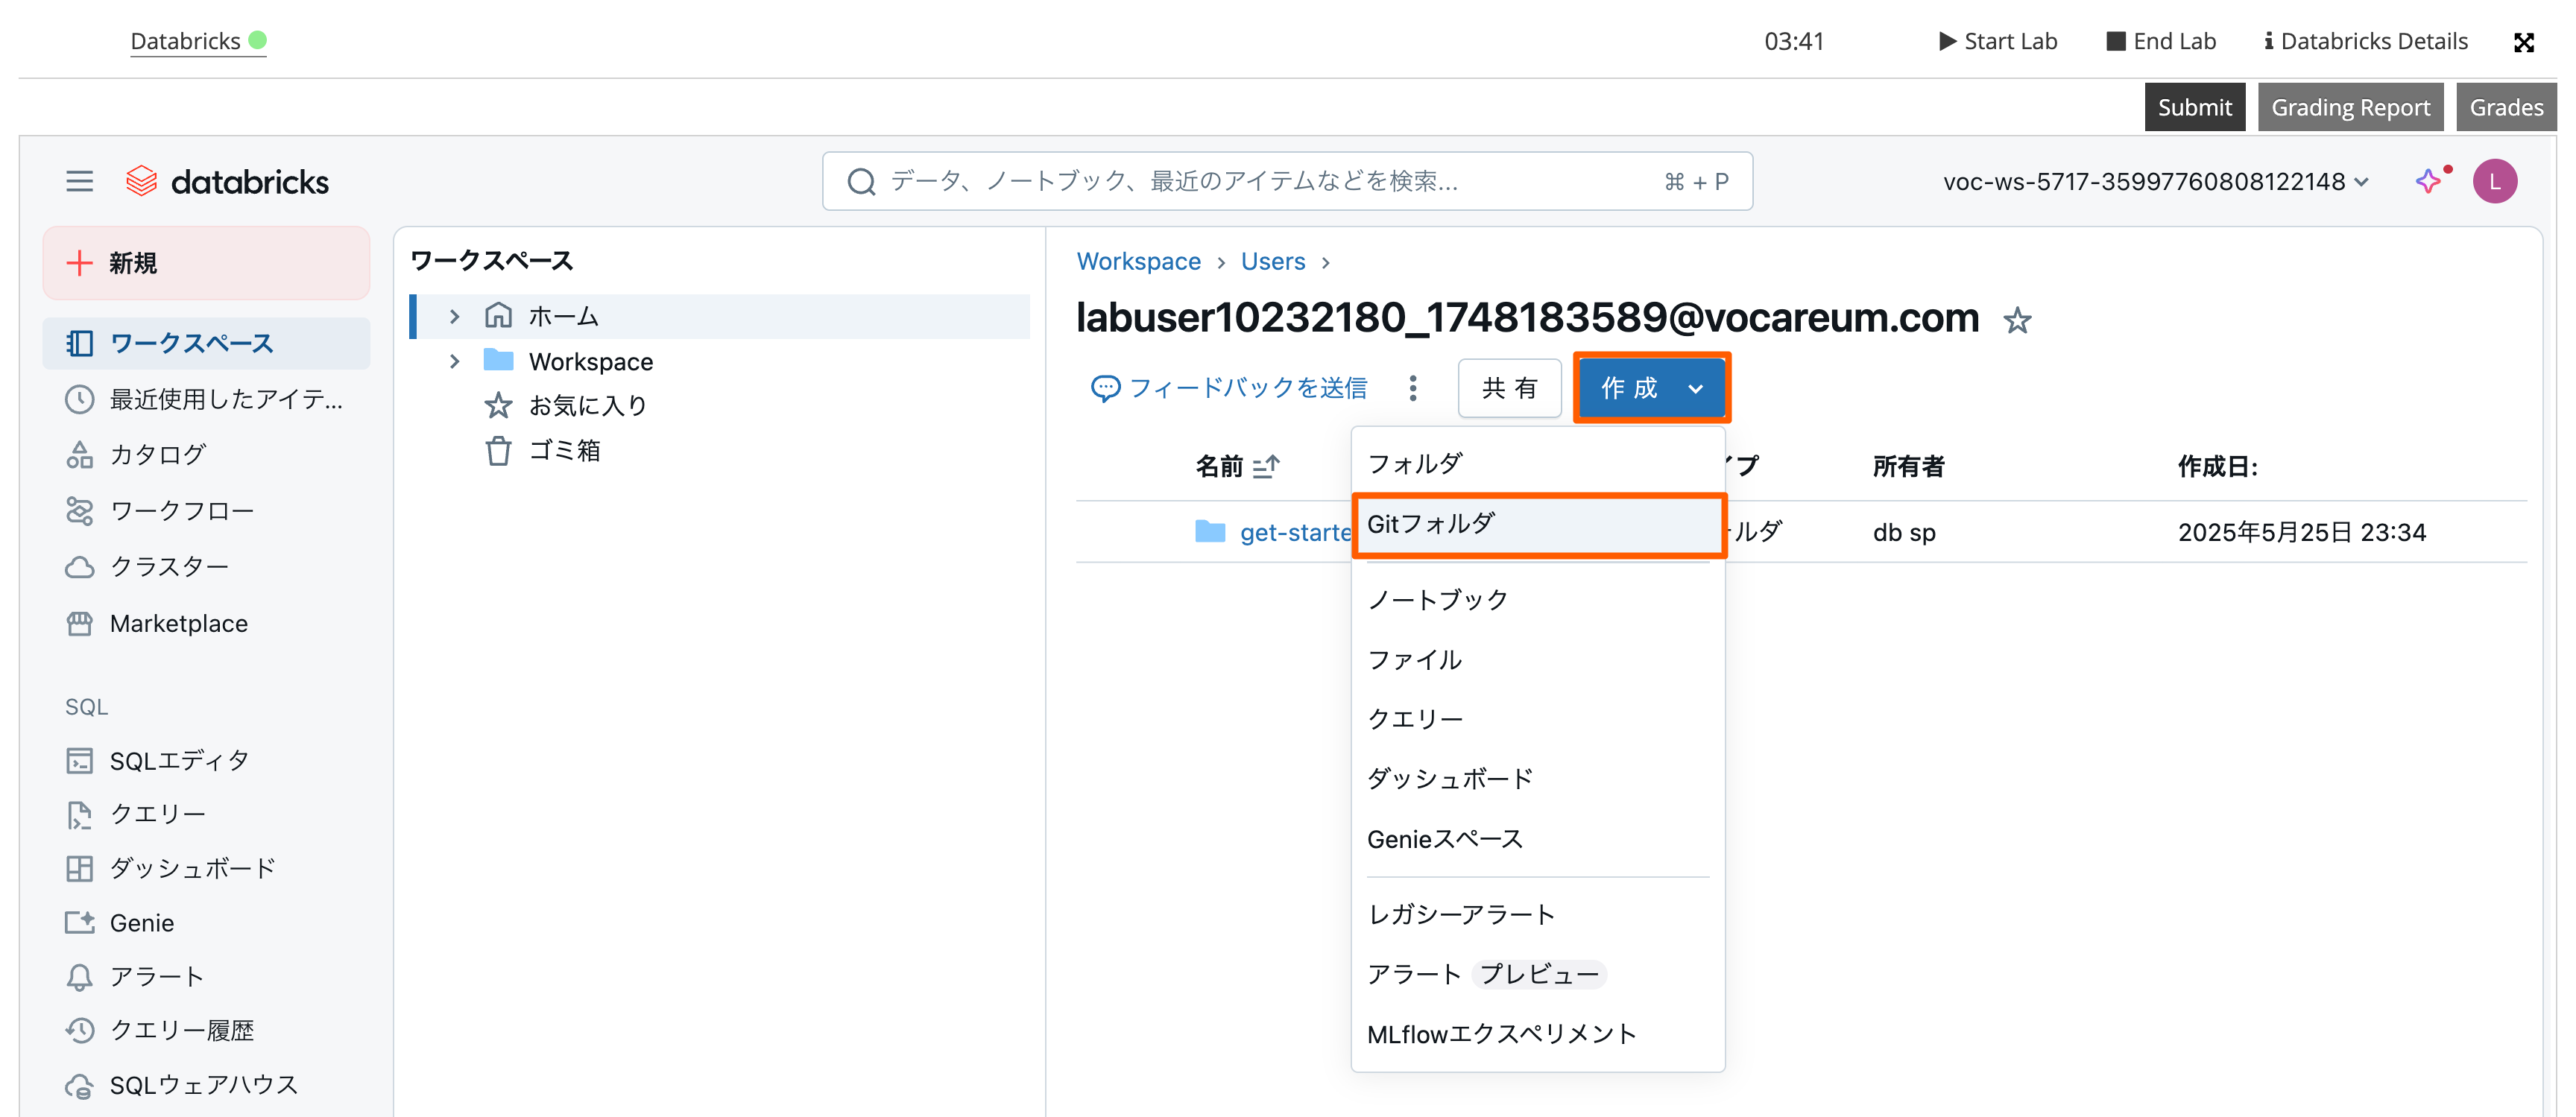 Databricks
03:41
Start Lab
End Lab
Databricks Details
Submit
Grading Report
Grades
databricks
データ、ノートブック、最近のアイテムなどを検索...
⌘ + P
voc-ws-5717-35997760808122148
L
新規
ワークスペース
最近使用したアイテ...
カタログ
ワークフロー
クラスター
Marketplace
SQL
SQLエディタ
クエリー
ダッシュボード
Genie
アラート
クエリー履歴
SQLウェアハウス
ワークスペース
ホーム
Workspace
お気に入り
ゴミ箱
Workspace > Users >
labuser10232180_1748183589@vocareum.com
フィードバックを送信
共有
作成
名前
イプ
所有者
作成日:
get-starte
ルダ
db sp
2025年5月25日 23:34
フォルダ
Gitフォルダ
ノートブック
ファイル
クエリー
ダッシュボード
Genieスペース
レガシーアラート
アラート プレビュー
MLflowエクスペリメント